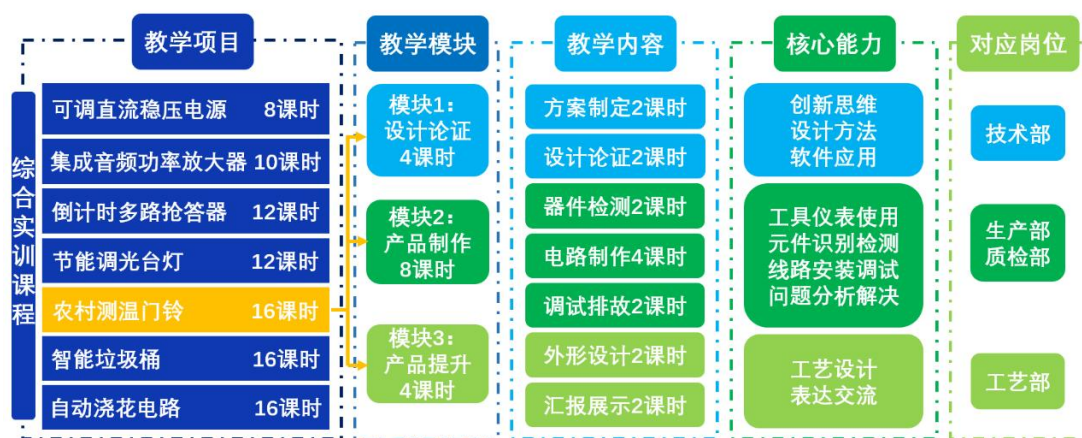 教学项目
综合实训课程
可调直流稳压电源 8课时
集成音频功率放大器 10课时
倒计时多路抢答器 12课时
节能调光台灯 12课时
农村测温门铃 16课时
智能垃圾桶 16课时
自动浇花电路 16课时
教学模块
模块1：
设计论证
4课时
模块2：
产品制作
8课时
模块3：
产品提升
4课时
教学内容
方案制定2课时
设计论证2课时
器件检测2课时
电路制作4课时
调试排故2课时
外形设计2课时
汇报展示2课时
核心能力
创新思维
设计方法
软件应用
工具仪表使用
元件识别检测
线路安装调试
问题分析解决
工艺设计
表达交流
对应岗位
技术部
生产部
质检部
工艺部